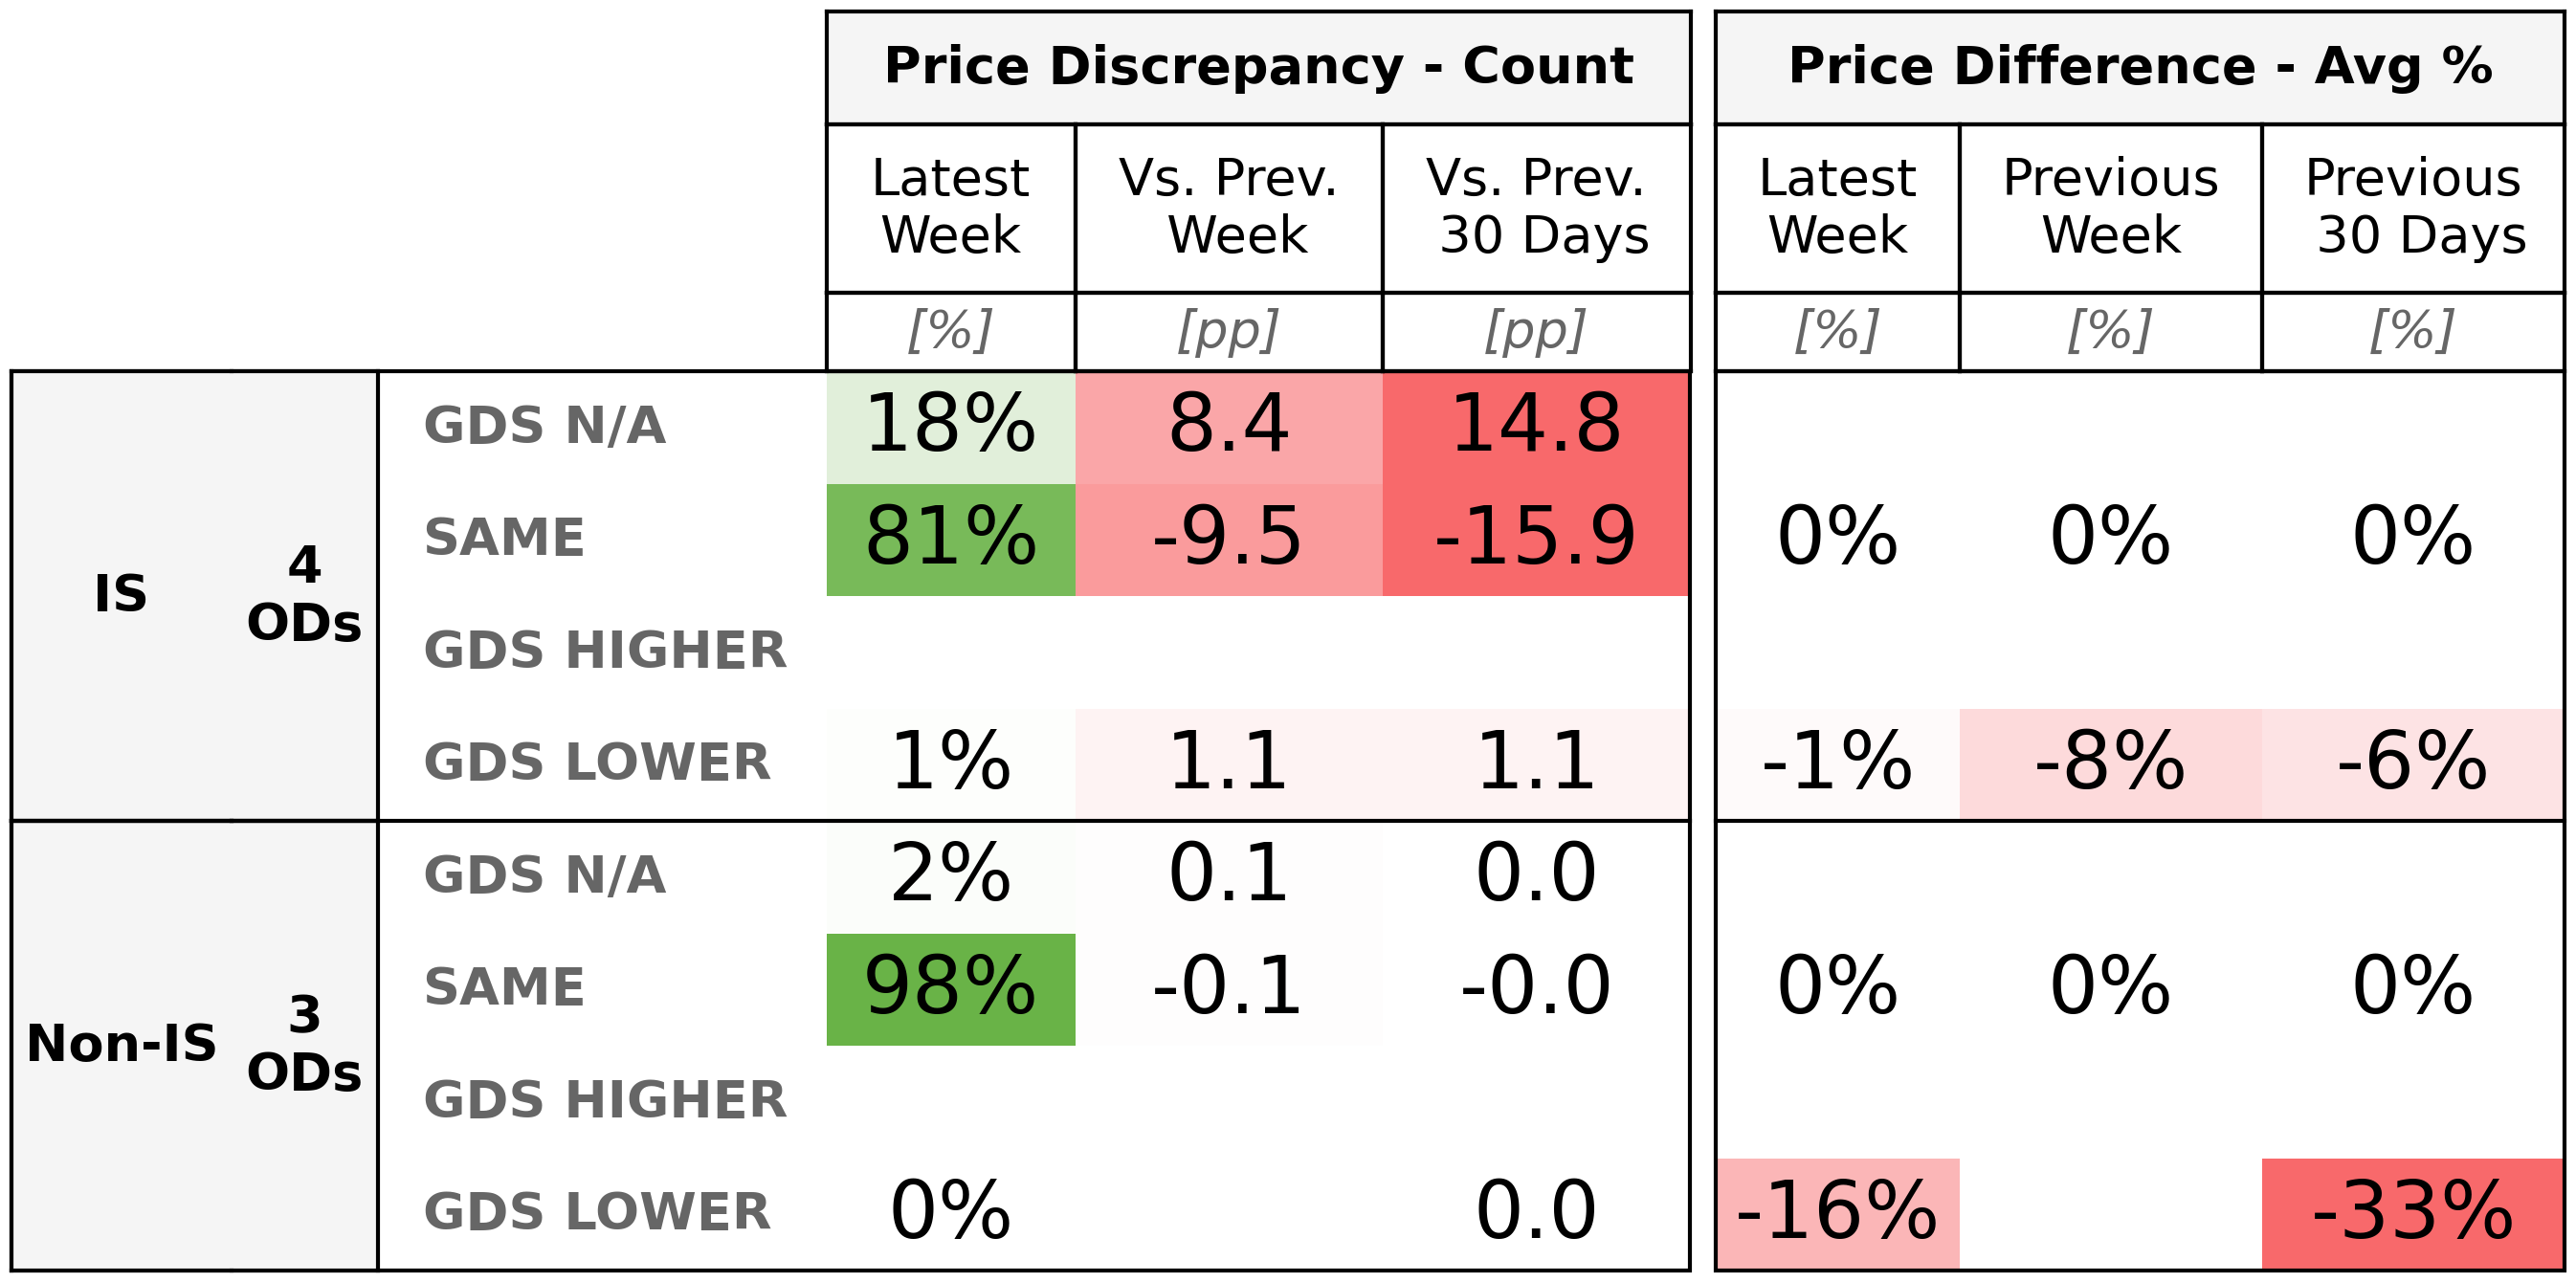 Price Discrepancy - Count Price Difference - Avg %
Latest Week Vs. Prev. Week Vs. Prev. 30 Days Latest Week Previous Week Previous 30 Days
[%] [pp] [pp] [%] [%] [%]
IS 4 ODs
GDS N/A 18% 8.4 14.8
SAME 81% -9.5 -15.9 0% 0% 0%
GDS HIGHER
GDS LOWER 1% 1.1 1.1 -1% -8% -6%
Non-IS 3 ODs
GDS N/A 2% 0.1 0.0
SAME 98% -0.1 -0.0 0% 0% 0%
GDS HIGHER
GDS LOWER 0% 0.0 -16% -33%